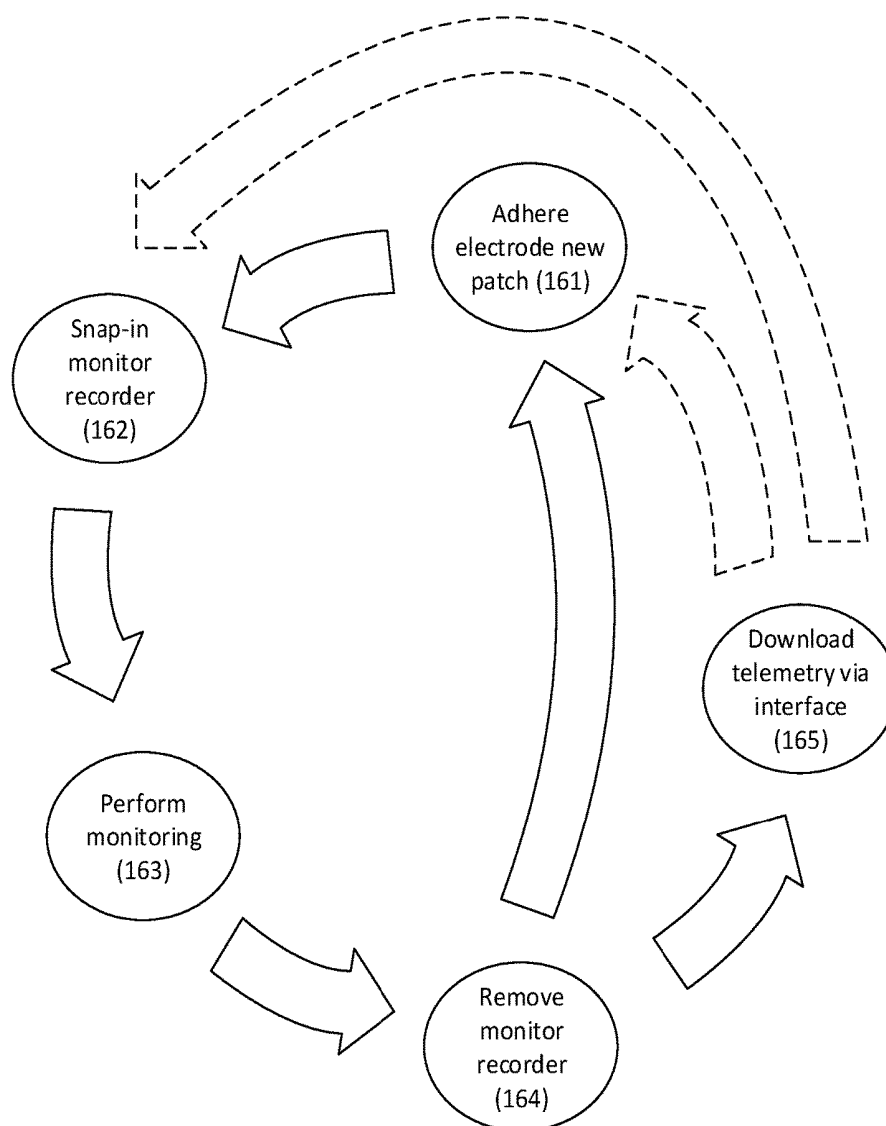 Adhere
electrode new
patch (161)
Snap-in
monitor
recorder
(162)
Download
telemetry via
interface
(165)
Perform
monitoring
(163)
Remove
monitor
recorder
(164)